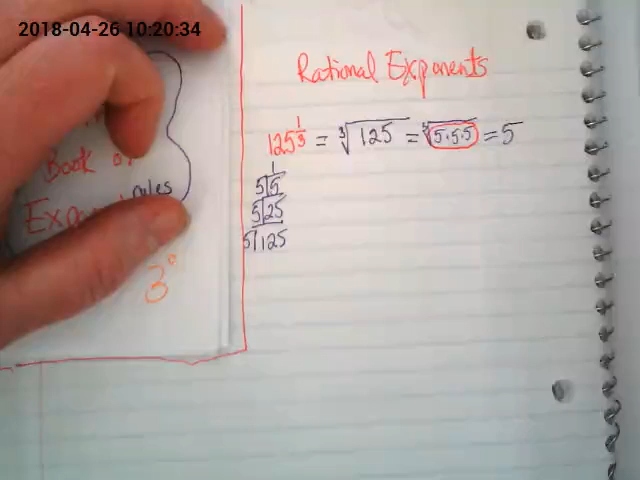 2018-04-26 10:20:34
Rational Exponents
125^(1/3) = ∛125 = ∛5·5·5 = 5
1
5|5
5|25
5|125
Book of
rules
3°